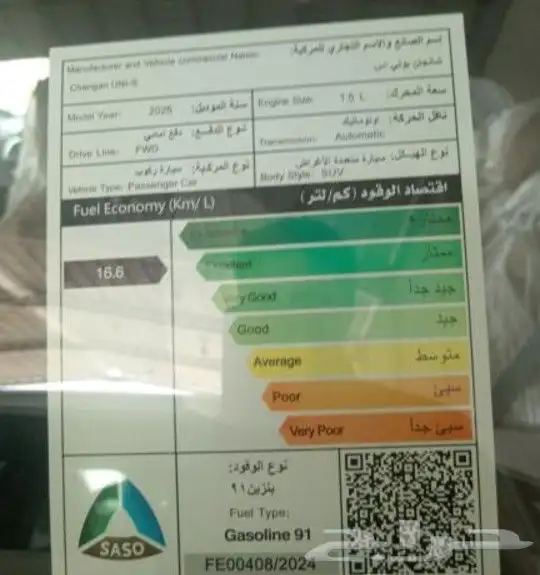 Manufacturer and Vehicle commercial Name: اسم الصانع والاسم التجاري للمركبة:
Changan UNI-S شانجان يوني اس
Model Year: 2025 سنة الموديل:
Engine Size: 1.5 L سعة المحرك:
Drive Line: FWD نوع الدفع: دفع امامي
Transmission: Automatic ناقل الحركة: اوتوماتيك
Vehicle Type: Passenger Car نوع المركبة: سيارة ركوب
Body Style: SUV نوع الهيكل: سيارة متعددة الأغراض
Fuel Economy (Km/ L) اقتصاد الوقود (كم/لتر)
16.6
Excellent ممتاز
Very Good جيد جداً
Good جيد
Average متوسط
Poor سيئ
Very Poor سيئ جداً
نوع الوقود:
بنزين ٩١
Fuel Type:
Gasoline 91
FE00408/2024
SASO